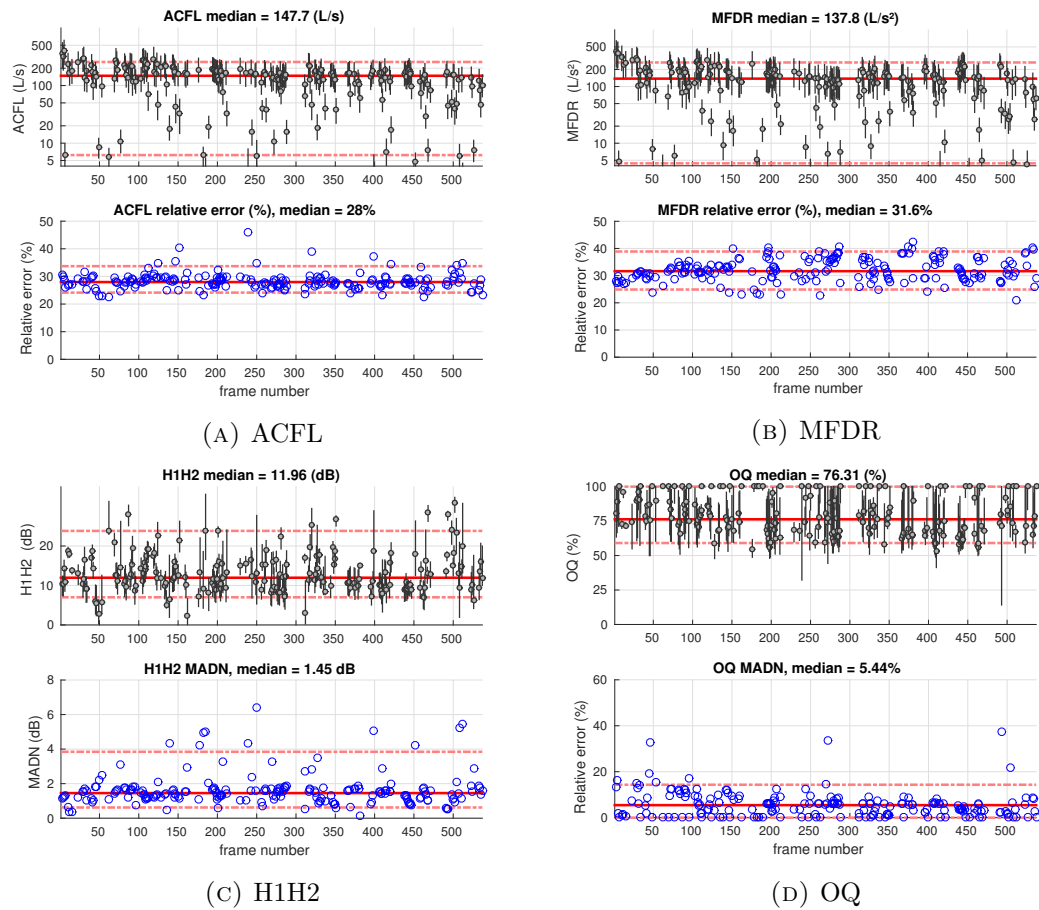 ACFL median = 147.7 (L/s)
ACFL (L/s)
500
200
100
50
20
10
5
50 100 150 200 250 300 350 400 450 500
ACFL relative error (%), median = 28%
Relative error (%)
50
40
30
20
10
0
50 100 150 200 250 300 350 400 450 500
frame number
(A) ACFL
MFDR median = 137.8 (L/s²)
MFDR (L/s²)
500
200
100
50
20
10
5
50 100 150 200 250 300 350 400 450 500
MFDR relative error (%), median = 31.6%
Relative error (%)
50
40
30
20
10
0
50 100 150 200 250 300 350 400 450 500
frame number
(B) MFDR
H1H2 median = 11.96 (dB)
H1H2 (dB)
30
20
10
0
50 100 150 200 250 300 350 400 450 500
H1H2 MADN, median = 1.45 dB
MADN (dB)
8
6
4
2
0
50 100 150 200 250 300 350 400 450 500
frame number
(C) H1H2
OQ median = 76.31 (%)
OQ (%)
100
75
50
25
0
50 100 150 200 250 300 350 400 450 500
OQ MADN, median = 5.44%
Relative error (%)
60
40
20
0
50 100 150 200 250 300 350 400 450 500
frame number
(D) OQ